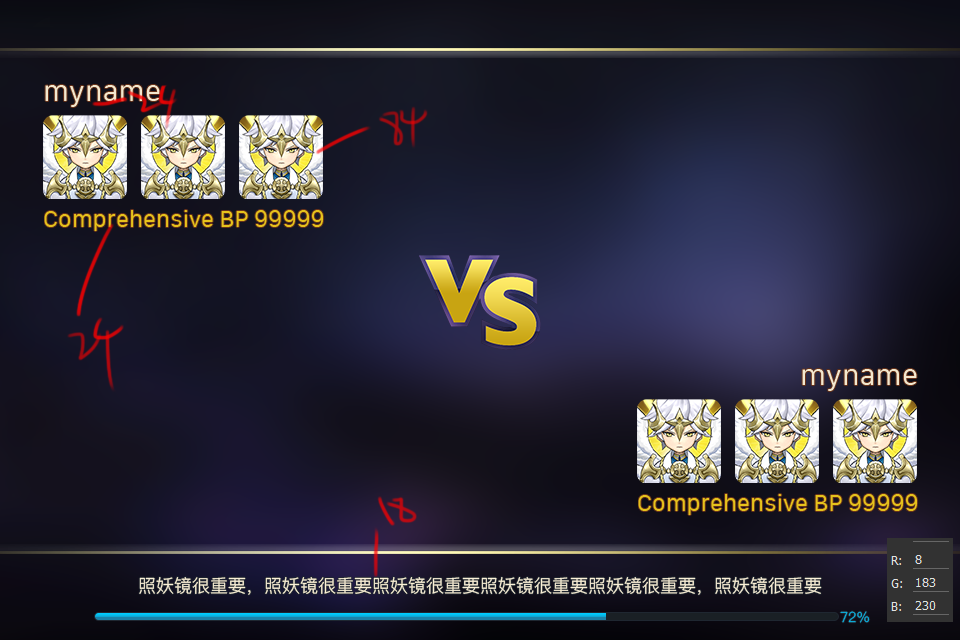 myname
24
84
Comprehensive BP 99999
24
VS
myname
Comprehensive BP 99999
18
照妖镜很重要，照妖镜很重要照妖镜很重要照妖镜很重要照妖镜很重要，照妖镜很重要
72%
R: 8
G: 183
B: 230